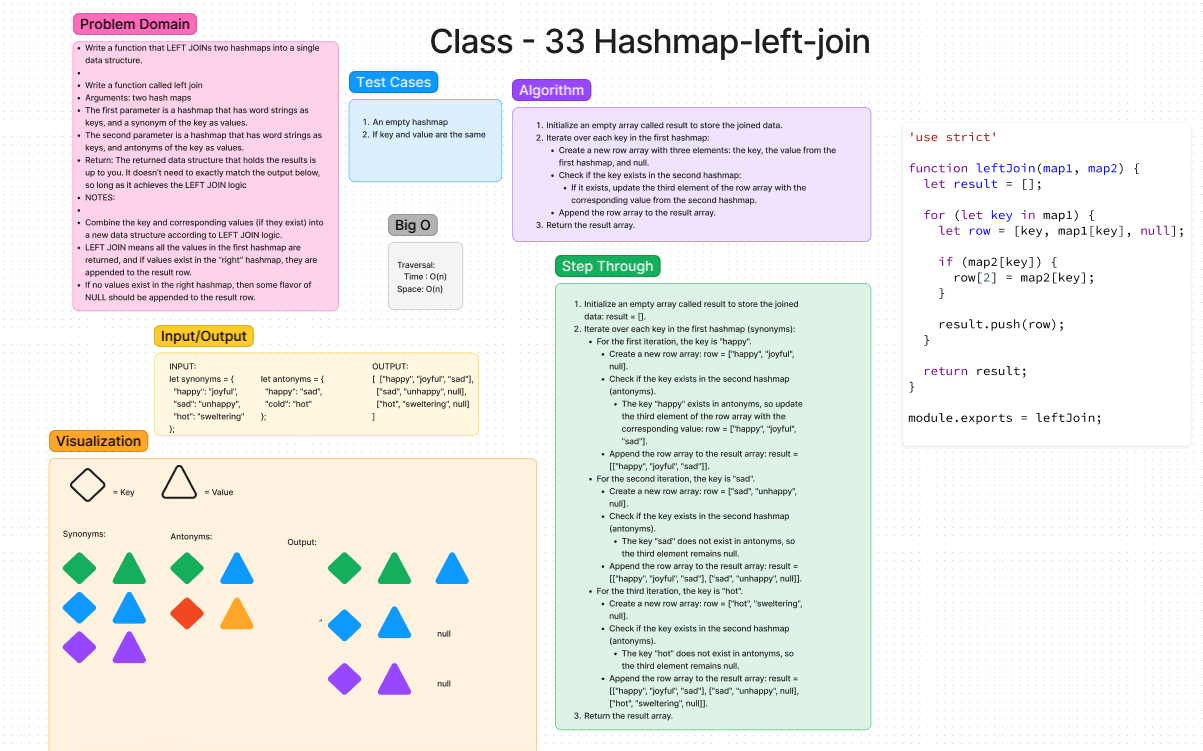 Class - 33 Hashmap-left-join
Problem Domain
• Write a function that LEFT JOINs two hashmaps into a single
data structure.
•
• Write a function called left join
• Arguments: two hash maps
• The first parameter is a hashmap that has word strings as
keys, and a synonym of the key as values.
• The second parameter is a hashmap that has word strings as
keys, and antonyms of the key as values.
• Return: The returned data structure that holds the results is
up to you. It doesn't need to exactly match the output below,
so long as it achieves the LEFT JOIN logic
• NOTES:
•
• Combine the key and corresponding values (if they exist) into
a new data structure according to LEFT JOIN logic.
• LEFT JOIN means all the values in the first hashmap are
returned, and if values exist in the "right" hashmap, they are
appended to the result row.
• If no values exist in the right hashmap, then some flavor of
NULL should be appended to the result row.
Test Cases
1. An empty hashmap
2. If key and value are the same
Algorithm
1. Initialize an empty array called result to store the joined data.
2. Iterate over each key in the first hashmap:
• Create a new row array with three elements: the key, the value from the
first hashmap, and null.
• Check if the key exists in the second hashmap:
• If it exists, update the third element of the row array with the
corresponding value from the second hashmap.
• Append the row array to the result array.
3. Return the result array.
Big O
Traversal:
Time : O(n)
Space: O(n)
Input/Output
INPUT:
let synonyms = {
"happy": "joyful",
"sad": "unhappy",
"hot": "sweltering"
};
let antonyms = {
"happy": "sad",
"cold": "hot"
};
OUTPUT:
[ ["happy", "joyful", "sad"],
["sad", "unhappy", null],
["hot", "sweltering", null]
]
Visualization
= Key
= Value
Synonyms:
Antonyms:
Output:
"
null
null
Step Through
1. Initialize an empty array called result to store the joined
data: result = [].
2. Iterate over each key in the first hashmap (synonyms):
• For the first iteration, the key is "happy".
• Create a new row array: row = ["happy", "joyful",
null].
• Check if the key exists in the second hashmap
(antonyms).
• The key "happy" exists in antonyms, so update
the third element of the row array with the
corresponding value: row = ["happy", "joyful",
"sad"].
• Append the row array to the result array: result =
[["happy", "joyful", "sad"]].
• For the second iteration, the key is "sad".
• Create a new row array: row = ["sad", "unhappy",
null].
• Check if the key exists in the second hashmap
(antonyms).
• The key "sad" does not exist in antonyms, so
the third element remains null.
• Append the row array to the result array: result =
[["happy", "joyful", "sad"], ["sad", "unhappy", null]].
• For the third iteration, the key is "hot".
• Create a new row array: row = ["hot", "sweltering",
null].
• Check if the key exists in the second hashmap
(antonyms).
• The key "hot" does not exist in antonyms, so
the third element remains null.
• Append the row array to the result array: result =
[["happy", "joyful", "sad"], ["sad", "unhappy", null],
["hot", "sweltering", null]].
3. Return the result array.
'use strict'
function leftJoin(map1, map2) {
let result = [];
for (let key in map1) {
let row = [key, map1[key], null];
if (map2[key]) {
row[2] = map2[key];
}
result.push(row);
}
return result;
}
module.exports = leftJoin;